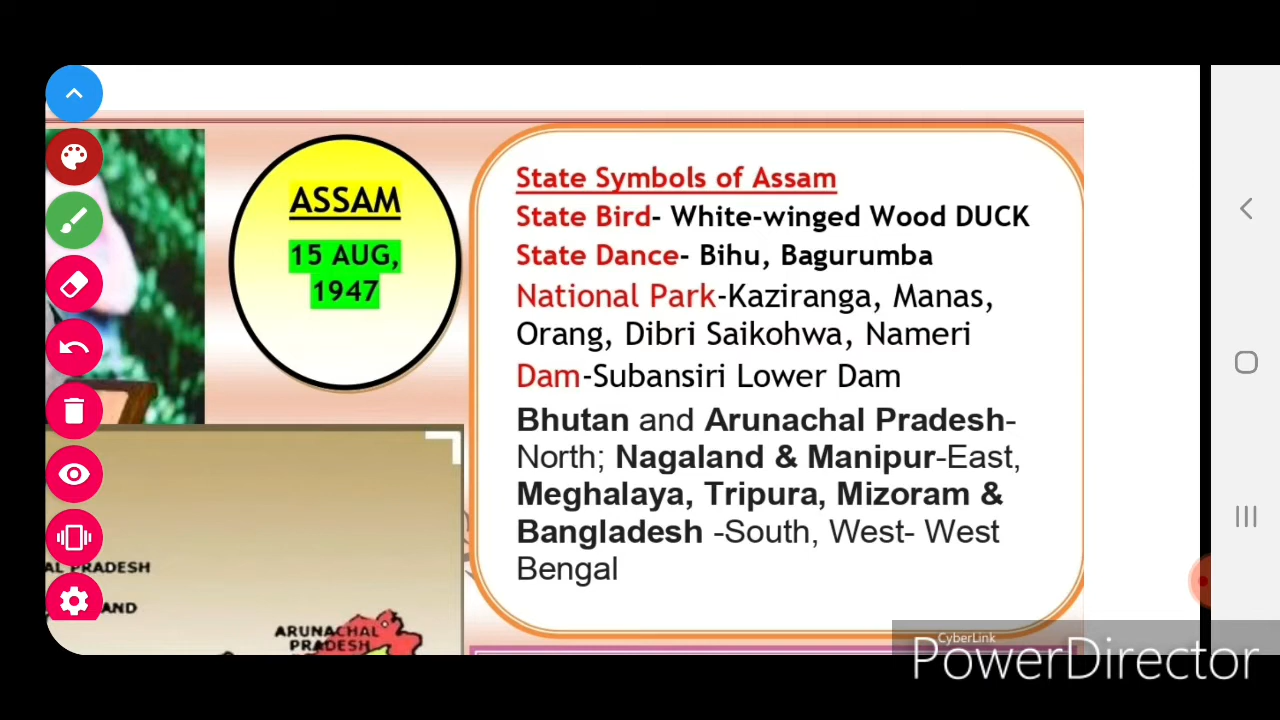 ASSAM
15 AUG,
1947
State Symbols of Assam
State Bird- White-winged Wood DUCK
State Dance- Bihu, Bagurumba
National Park-Kaziranga, Manas,
Orang, Dibri Saikohwa, Nameri
Dam-Subansiri Lower Dam
Bhutan and Arunachal Pradesh-
North; Nagaland & Manipur-East,
Meghalaya, Tripura, Mizoram &
Bangladesh -South, West- West
Bengal
AL PRADESH
AND
ARUNACHAL
PRADESH
CyberLink
PowerDirector